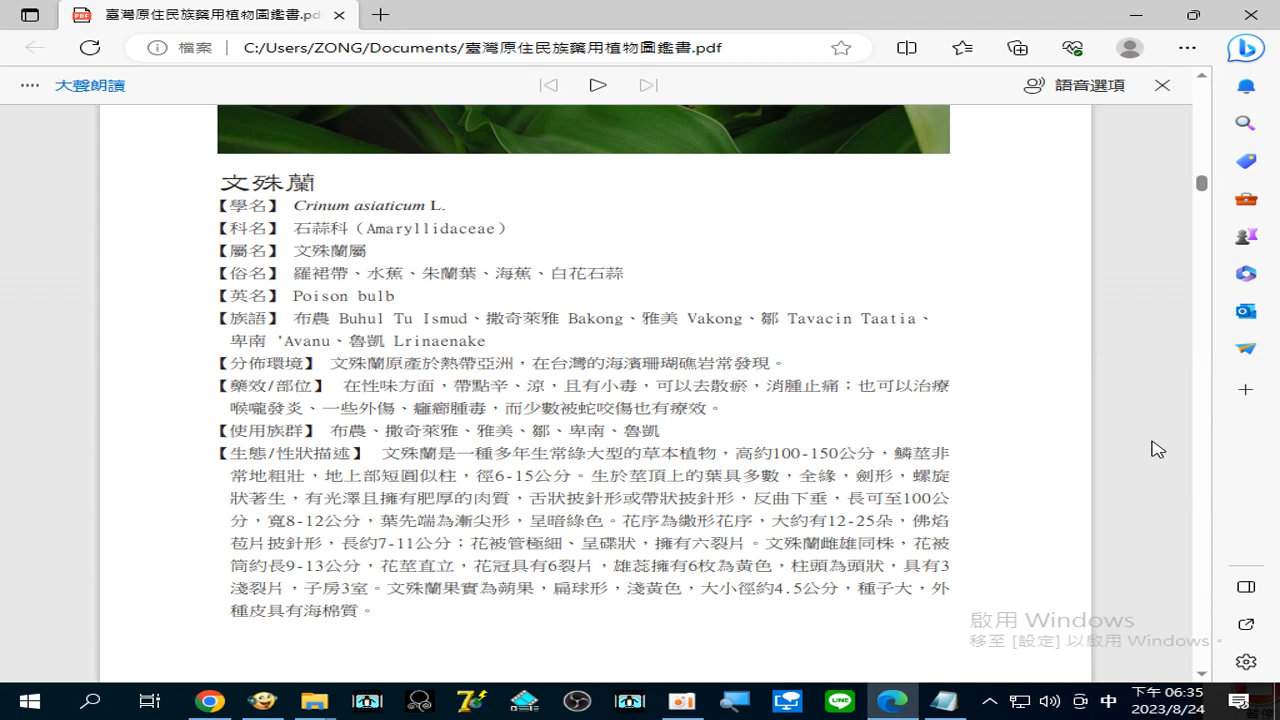 臺灣原住民族藥用植物圖鑑書.pd
檔案 C:/Users/ZONG/Documents/臺灣原住民族藥用植物圖鑑書.pdf
大聲朗讀 語音選項
文殊蘭
【學名】 Crinum asiaticum L.
【科名】 石蒜科（Amaryllidaceae）
【屬名】 文殊蘭屬
【俗名】 羅裙帶、水蕉、朱蘭葉、海蕉、白花石蒜
【英名】 Poison bulb
【族語】 布農 Buhul Tu Ismud、撒奇萊雅 Bakong、雅美 Vakong、鄒 Tavacin Taatia、
卑南 'Avanu、魯凱 Lrinaenake
【分佈環境】 文殊蘭原產於熱帶亞洲，在台灣的海濱珊瑚礁岩常發現。
【藥效/部位】 在性味方面，帶點辛、涼，且有小毒，可以去散瘀，消腫止痛；也可以治療
喉嚨發炎、一些外傷、癰癤腫毒，而少數被蛇咬傷也有療效。
【使用族群】 布農、撒奇萊雅、雅美、鄒、卑南、魯凱
【生態/性狀描述】 文殊蘭是一種多年生常綠大型的草本植物，高約100-150公分，鱗莖非
常地粗壯，地上部短圓似柱，徑6-15公分。生於莖頂上的葉具多數，全緣，劍形，螺旋
狀著生，有光澤且擁有肥厚的肉質，舌狀披針形或帶狀披針形，反曲下垂，長可至100公
分，寬8-12公分，葉先端為漸尖形，呈暗綠色。花序為繖形花序，大約有12-25朵，佛焰
苞片披針形，長約7-11公分；花被管極細、呈碟狀，擁有六裂片。文殊蘭雌雄同株，花被
筒約長9-13公分，花莖直立，花冠具有6裂片，雄蕊擁有6枚為黃色，柱頭為頭狀，具有3
淺裂片，子房3室。文殊蘭果實為蒴果，扁球形，淺黃色，大小徑約4.5公分，種子大，外
種皮具有海棉質。
啟用 Windows
移至 [設定] 以啟用 Windows。
中
下午 06:35
2023/8/24